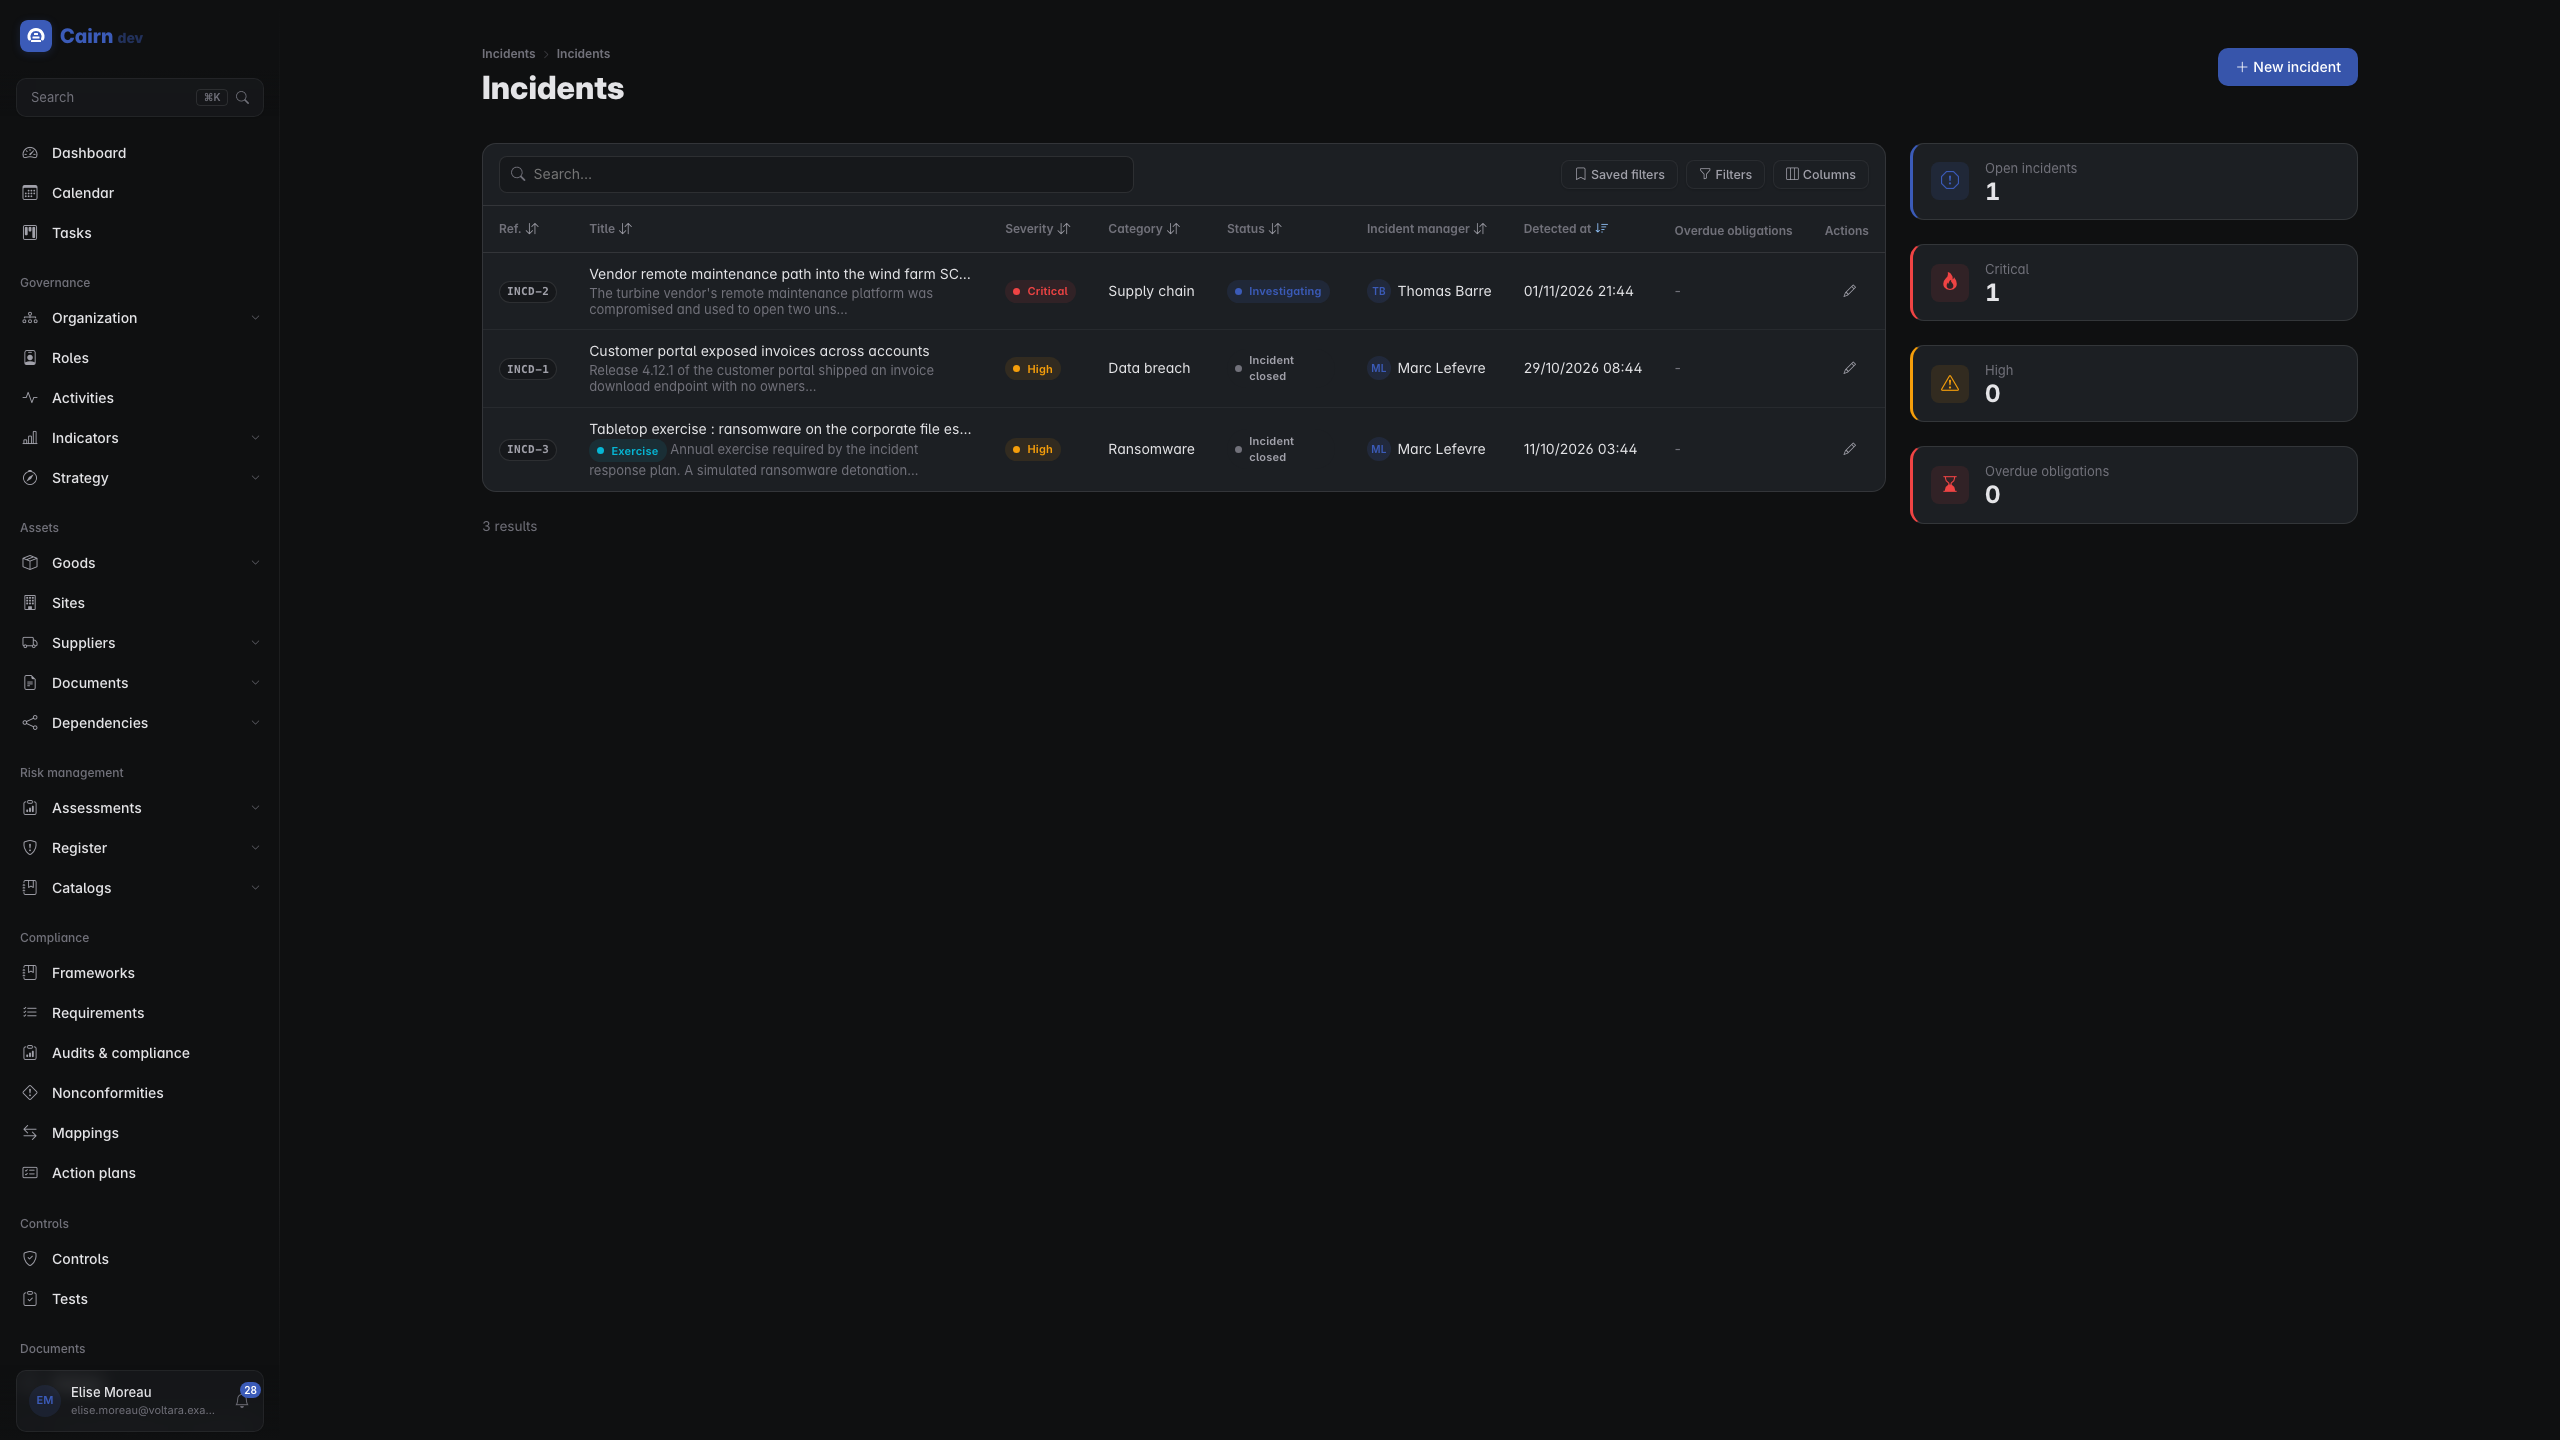 Cairn dev
Search ⌘K
Dashboard
Calendar
Tasks
Governance
Organization
Roles
Activities
Indicators
Strategy
Assets
Goods
Sites
Suppliers
Documents
Dependencies
Risk management
Assessments
Register
Catalogs
Compliance
Frameworks
Requirements
Audits & compliance
Nonconformities
Mappings
Action plans
Controls
Controls
Tests
Documents
EM
Elise Moreau
elise.moreau@voltara.exa...
28
Incidents > Incidents
Incidents
+ New incident
Search...
Saved filters
Filters
Columns
Ref. Title Severity Category Status Incident manager Detected at Overdue obligations Actions
INCD-2
Vendor remote maintenance path into the wind farm SC...
The turbine vendor's remote maintenance platform was
compromised and used to open two uns...
Critical
Supply chain
Investigating
TB Thomas Barre
01/11/2026 21:44
-
INCD-1
Customer portal exposed invoices across accounts
Release 4.12.1 of the customer portal shipped an invoice
download endpoint with no owners...
High
Data breach
Incident
closed
ML Marc Lefevre
29/10/2026 08:44
-
INCD-3
Tabletop exercise : ransomware on the corporate file es...
Exercise Annual exercise required by the incident
response plan. A simulated ransomware detonation...
High
Ransomware
Incident
closed
ML Marc Lefevre
11/10/2026 03:44
-
3 results
Open incidents
1
Critical
1
High
0
Overdue obligations
0